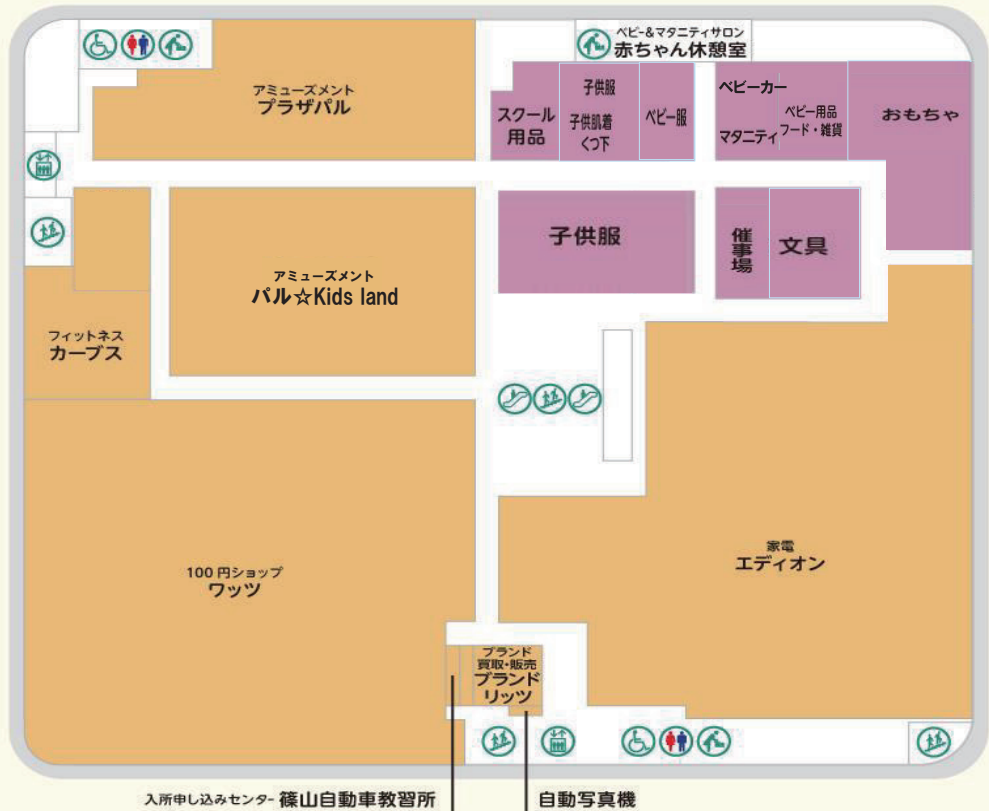 ベビー&マタニティサロン
赤ちゃん休憩室
アミューズメント
プラザパル
スクール
用品
子供服
子供肌着
くつ下
ベビー服
ベビーカー
マタニティ
ベビー用品
フード・雑貨
おもちゃ
アミューズメント
パル☆Kids land
子供服
催事場
文具
フィットネス
カーブス
100円ショップ
ワッツ
家電
エディオン
ブランド
買取・販売
ブランド
リッツ
入所申し込みセンター 篠山自動車教習所
自動写真機